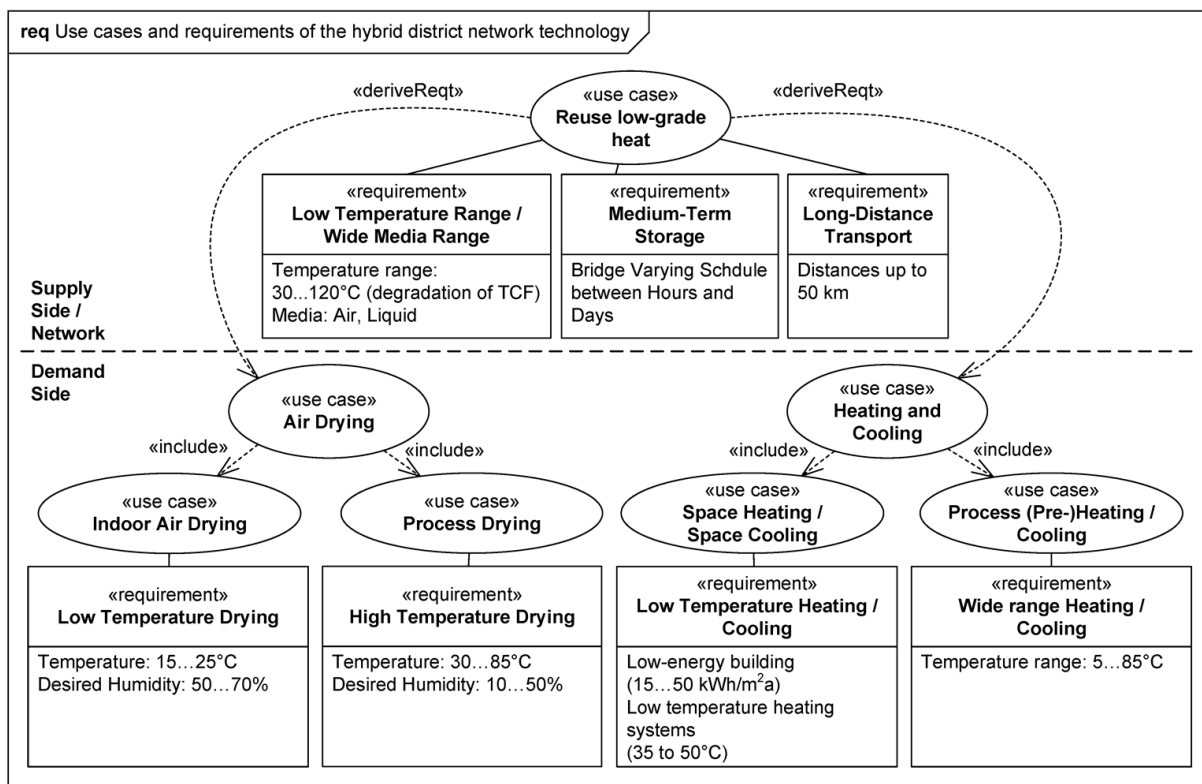 req Use cases and requirements of the hybrid district network technology
«deriveReqt»
«use case»
Reuse low-grade
heat
«deriveReqt»
«requirement»
Low Temperature Range /
Wide Media Range
Temperature range:
30...120°C (degradation of TCF)
Media: Air, Liquid
«requirement»
Medium-Term
Storage
Bridge Varying Schdule
between Hours and
Days
«requirement»
Long-Distance
Transport
Distances up to
50 km
Supply
Side /
Network
Demand
Side
«use case»
Air Drying
«use case»
Heating and
Cooling
«include»
«include»
«include»
«include»
«use case»
Indoor Air Drying
«use case»
Process Drying
«use case»
Space Heating /
Space Cooling
«use case»
Process (Pre-)Heating /
Cooling
«requirement»
Low Temperature Drying
Temperature: 15…25°C
Desired Humidity: 50…70%
«requirement»
High Temperature Drying
Temperature: 30…85°C
Desired Humidity: 10…50%
«requirement»
Low Temperature Heating /
Cooling
Low-energy building
(15…50 kWh/m²a)
Low temperature heating
systems
(35 to 50°C)
«requirement»
Wide range Heating /
Cooling
Temperature range: 5…85°C